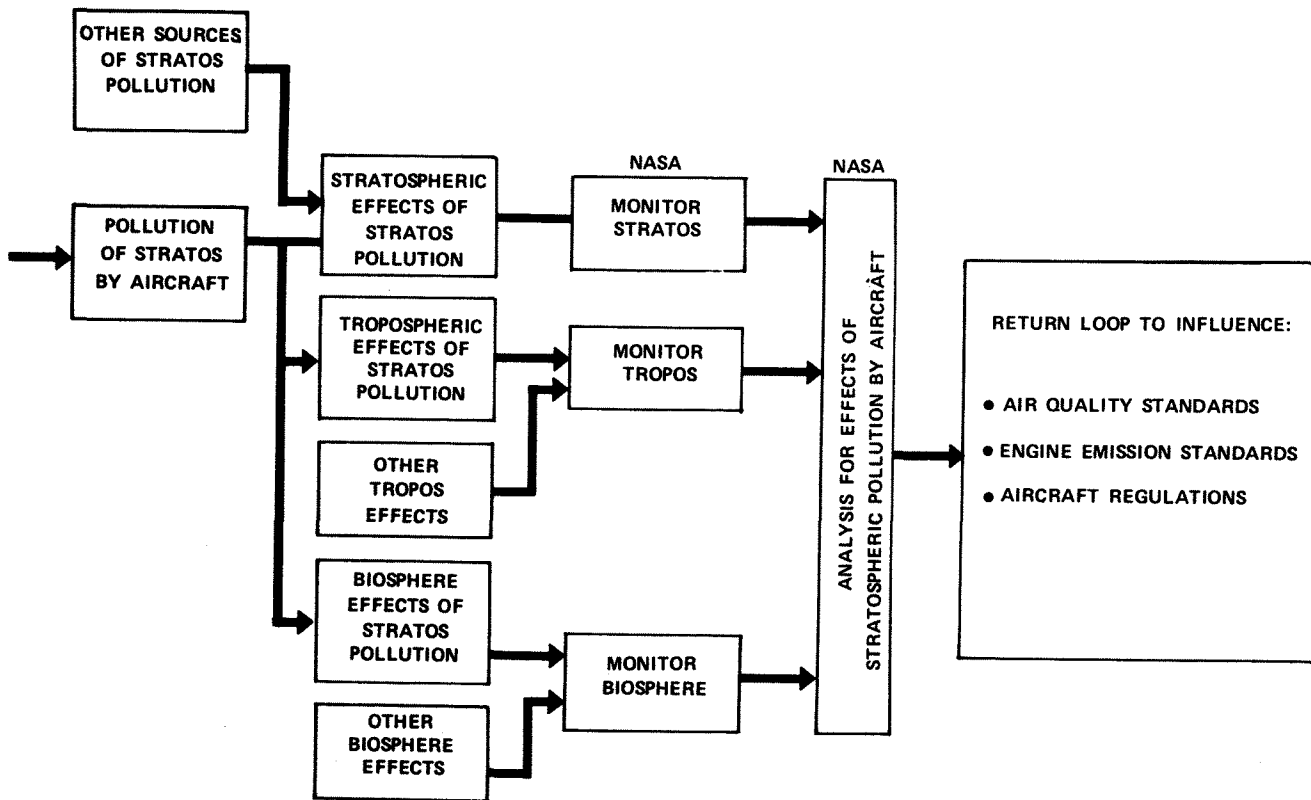 OTHER SOURCES
OF STRATOS
POLLUTION
POLLUTION
OF STRATOS
BY AIRCRAFT
STRATOSPHERIC
EFFECTS OF
STRATOS
POLLUTION
TROPOSPHERIC
EFFECTS OF
STRATOS
POLLUTION
OTHER
TROPOS
EFFECTS
BIOSPHERE
EFFECTS OF
STRATOS
POLLUTION
OTHER
BIOSPHERE
EFFECTS
NASA
MONITOR
STRATOS
MONITOR
TROPOS
MONITOR
BIOSPHERE
NASA
ANALYSIS FOR EFFECTS OF
STRATOSPHERIC POLLUTION BY AIRCRAFT
RETURN LOOP TO INFLUENCE:
• AIR QUALITY STANDARDS
• ENGINE EMISSION STANDARDS
• AIRCRAFT REGULATIONS